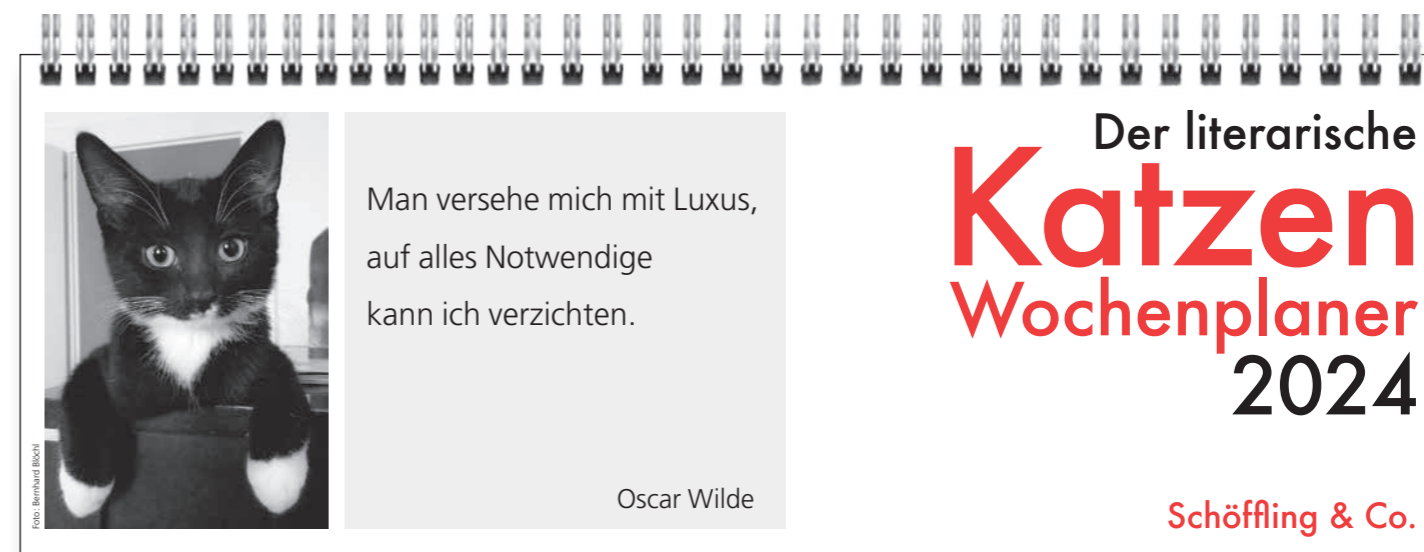 Man versehe mich mit Luxus,
auf alles Notwendige
kann ich verzichten.
Oscar Wilde
Foto: Bernhard Blöchl
Der literarische
Katzen
Wochenplaner
2024
Schöffling & Co.